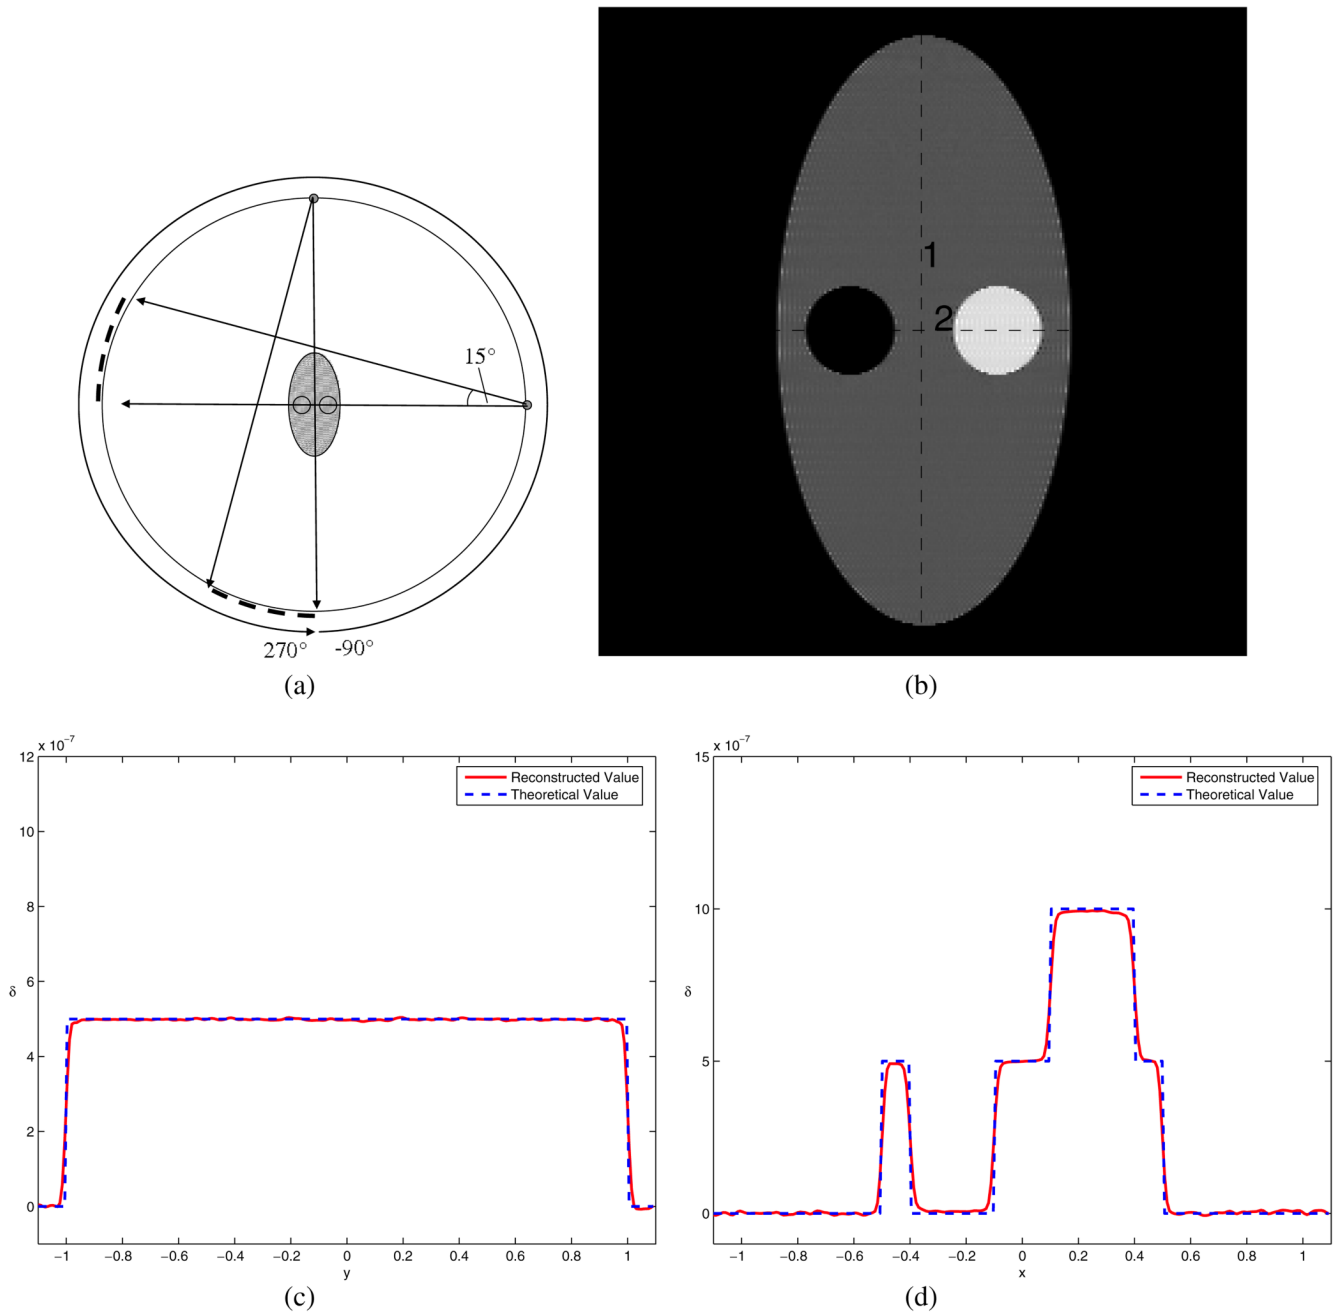 15°
270° -90°
(a)
1
2
(b)
x 10⁻⁷
12
10
8
6
4
2
0
δ
Reconstructed Value
Theoretical Value
−1 −0.8 −0.6 −0.4 −0.2 0 0.2 0.4 0.6 0.8 1
y
(c)
x 10⁻⁷
15
10
5
0
δ
Reconstructed Value
Theoretical Value
−1 −0.8 −0.6 −0.4 −0.2 0 0.2 0.4 0.6 0.8 1
x
(d)